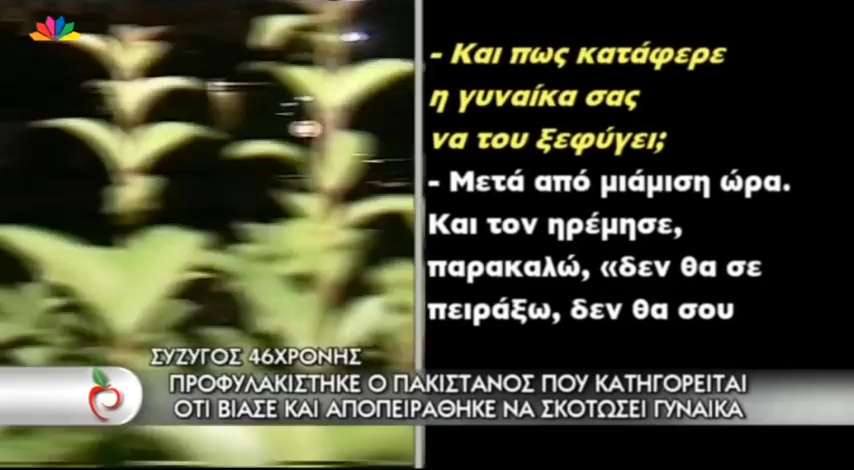 - Και πως κατάφερε
η γυναίκα σας
να του ξεφύγει;
- Μετά από μιάμιση ώρα.
Και τον ηρέμησε,
παρακαλώ, «δεν θα σε
πειράξω, δεν θα σου
ΣΥΖΥΓΟΣ 46ΧΡΟΝΗΣ
ΠΡΟΦΥΛΑΚΙΣΤΗΚΕ Ο ΠΑΚΙΣΤΑΝΟΣ ΠΟΥ ΚΑΤΗΓΟΡΕΙΤΑΙ
ΟΤΙ ΒΙΑΣΕ ΚΑΙ ΑΠΟΠΕΙΡΑΘΗΚΕ ΝΑ ΣΚΟΤΩΣΕΙ ΓΥΝΑΙΚΑ